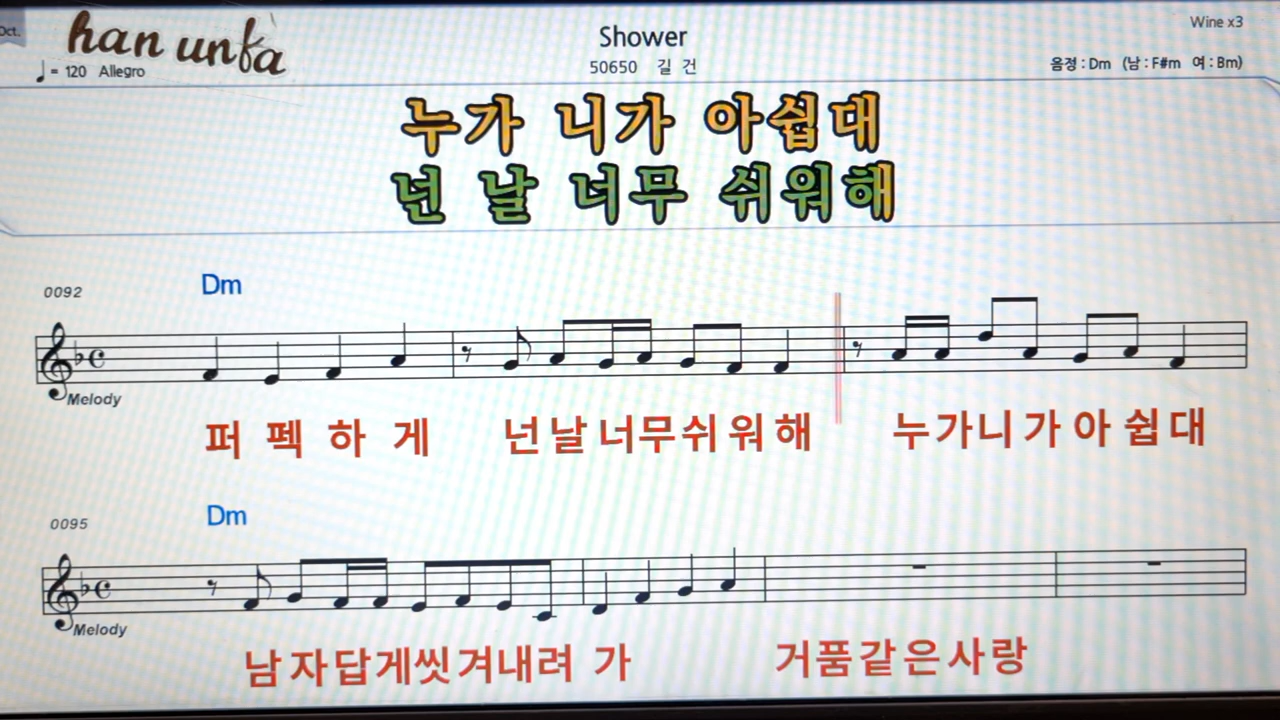 Oct.
han unfa
Shower
Wine x3
♩= 120 Allegro
50650 길 건
음정 : Dm (남 : F#m 여 : Bm)
누가 니가 아쉽대
넌 날 너무 쉬워해
0092
Dm
Melody
퍼 펙 하 게 넌날너무쉬워해 누가니가아쉽대
0095
Dm
Melody
남자답게씻겨내려 가 거품같은사랑